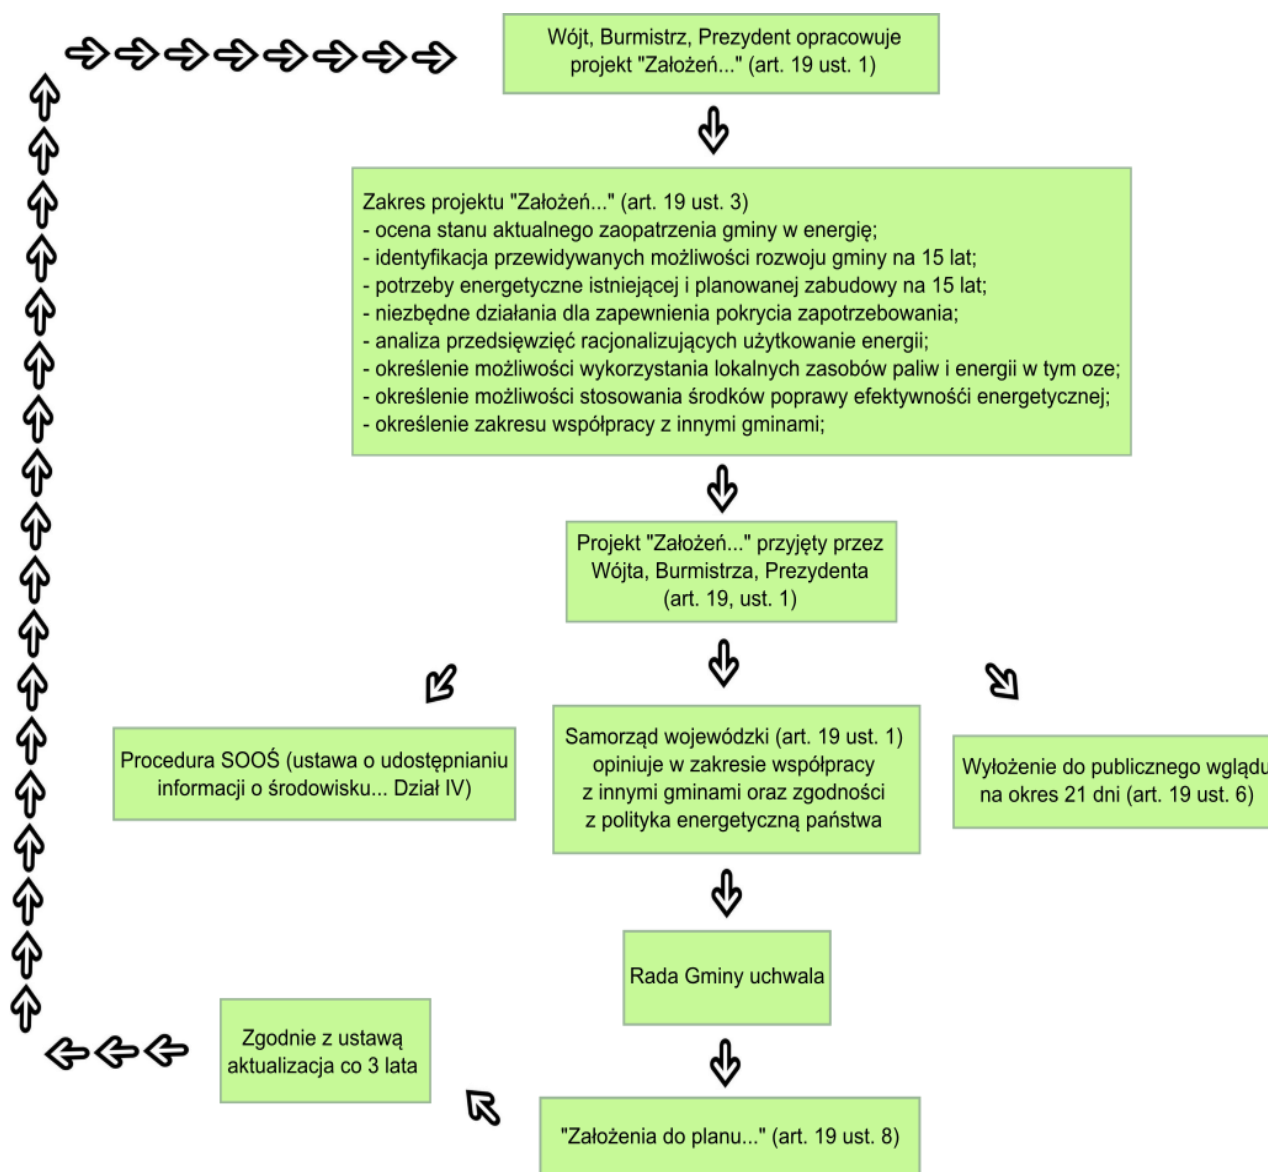 Wójt, Burmistrz, Prezydent opracowuje
projekt "Założeń..." (art. 19 ust. 1)
Zakres projektu "Założeń..." (art. 19 ust. 3)
- ocena stanu aktualnego zaopatrzenia gminy w energię;
- identyfikacja przewidywanych możliwości rozwoju gminy na 15 lat;
- potrzeby energetyczne istniejącej i planowanej zabudowy na 15 lat;
- niezbędne działania dla zapewnienia pokrycia zapotrzebowania;
- analiza przedsięwzięć racjonalizujących użytkowanie energii;
- określenie możliwości wykorzystania lokalnych zasobów paliw i energii w tym oze;
- określenie możliwości stosowania środków poprawy efektywnośći energetycznej;
- określenie zakresu współpracy z innymi gminami;
Projekt "Założeń..." przyjęty przez
Wójta, Burmistrza, Prezydenta
(art. 19, ust. 1)
Procedura SOOŚ (ustawa o udostępnianiu
informacji o środowisku... Dział IV)
Samorząd wojewódzki (art. 19 ust. 1)
opiniuje w zakresie współpracy
z innymi gminami oraz zgodności
z polityka energetyczną państwa
Wyłożenie do publicznego wglądu
na okres 21 dni (art. 19 ust. 6)
Rada Gminy uchwala
Zgodnie z ustawą
aktualizacja co 3 lata
"Założenia do planu..." (art. 19 ust. 8)